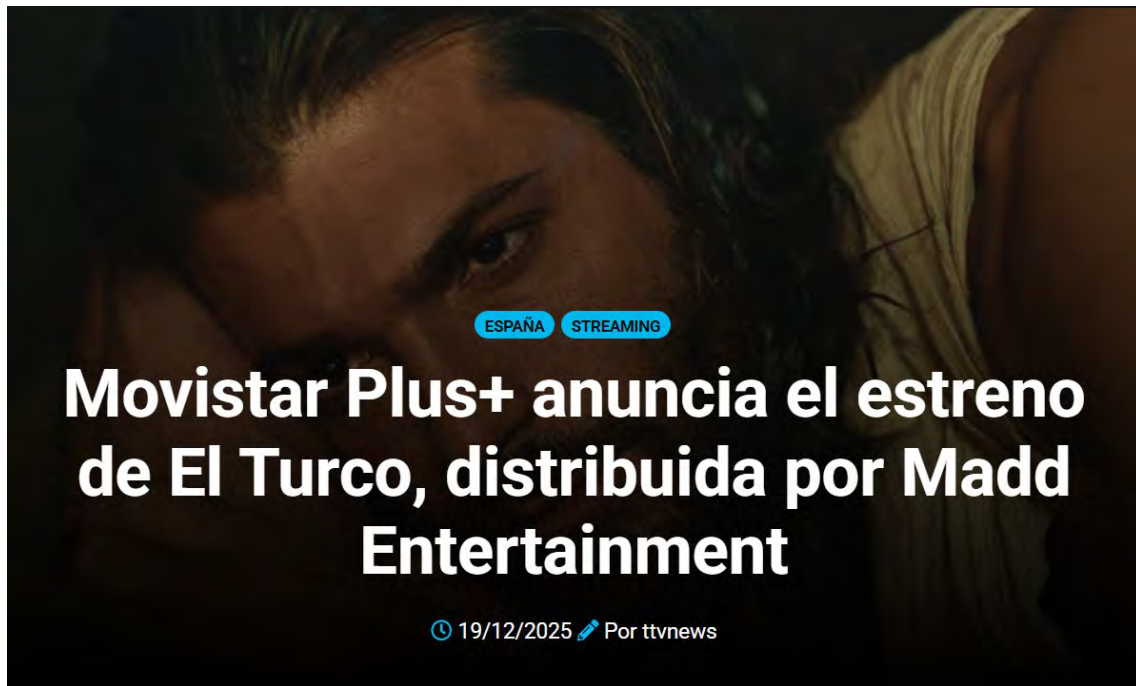 ESPAÑA STREAMING
Movistar Plus+ anuncia el estreno
de El Turco, distribuida por Madd
Entertainment
19/12/2025 Por ttvnews